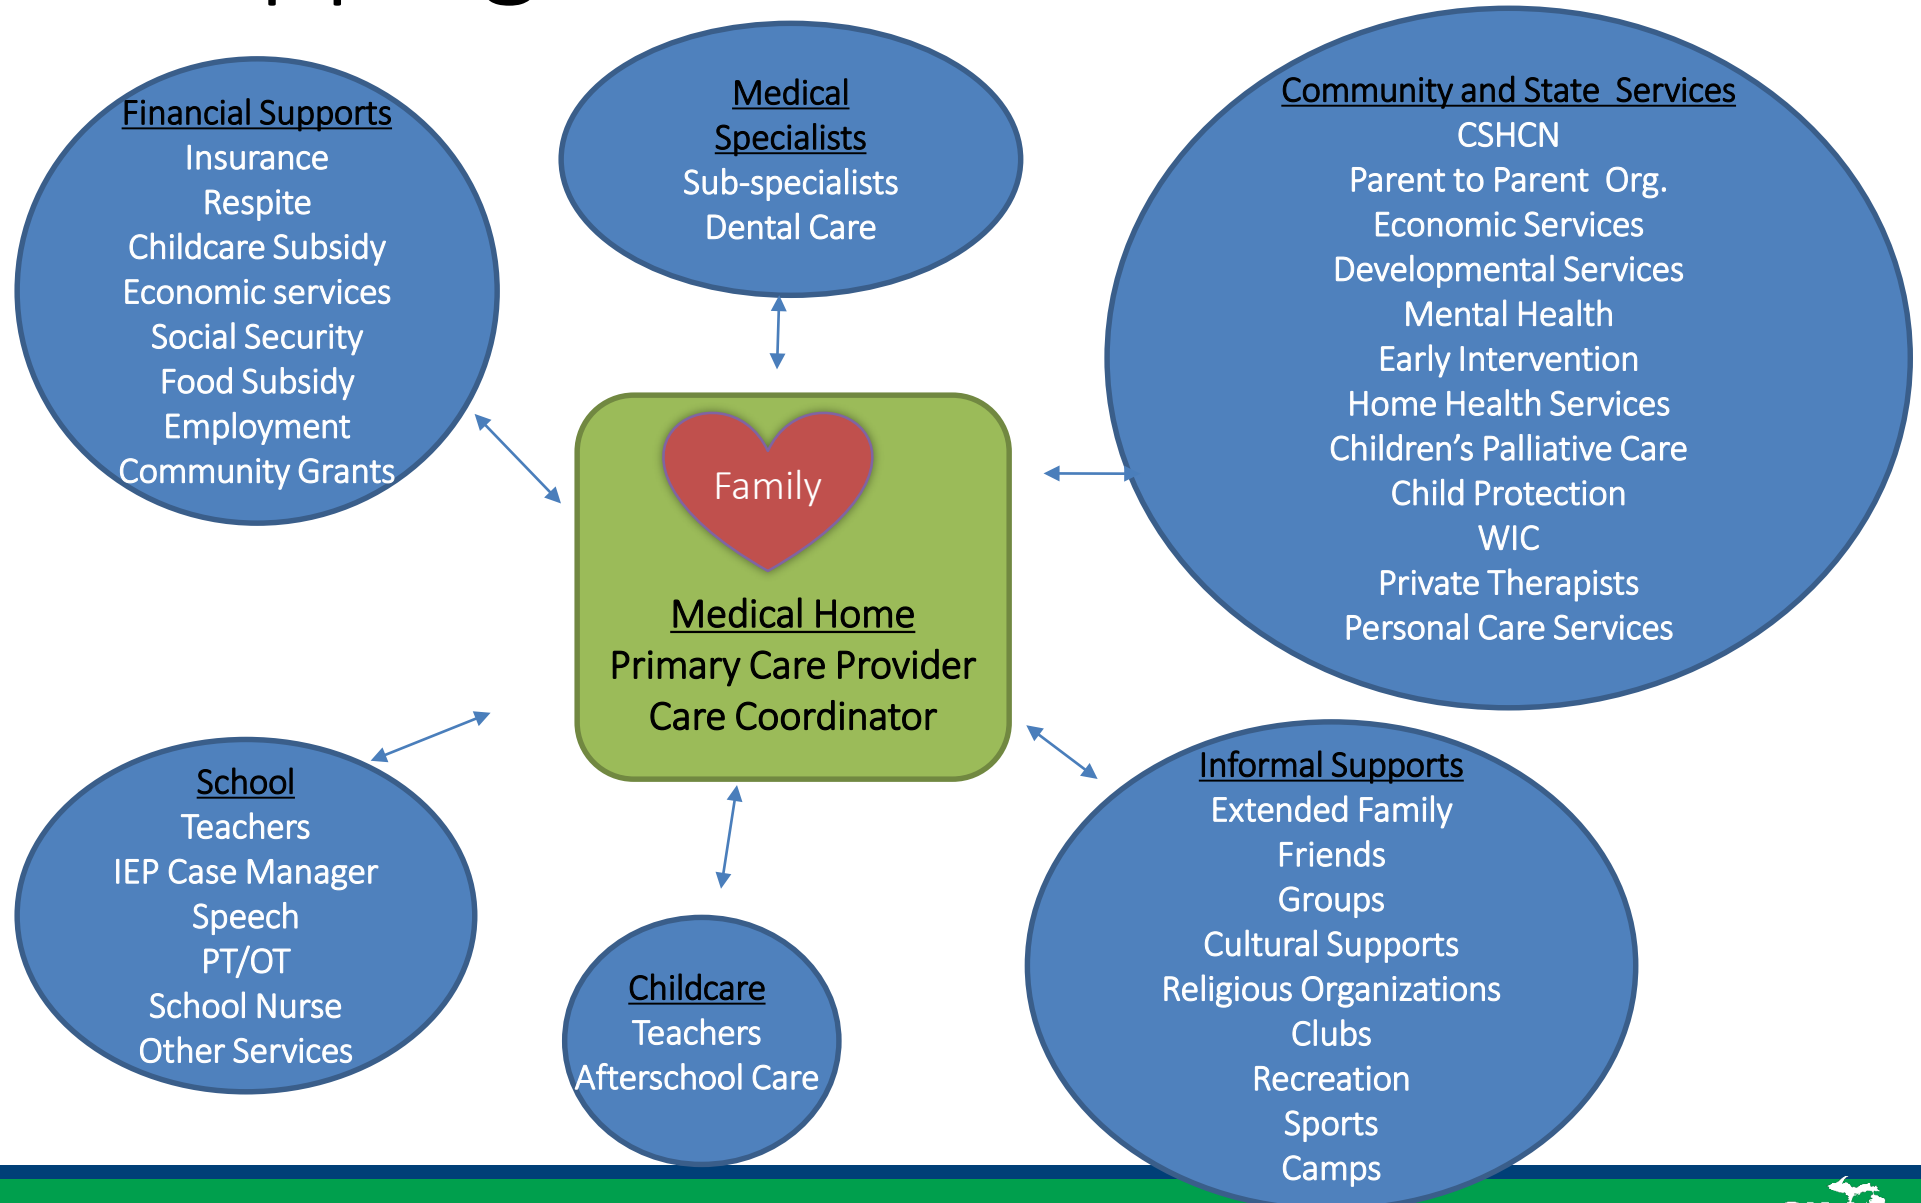 Financial Supports
Insurance
Respite
Childcare Subsidy
Economic services
Social Security
Food Subsidy
Employment
Community Grants
Medical
Specialists
Sub-specialists
Dental Care
Community and State Services
CSHCN
Parent to Parent Org.
Economic Services
Developmental Services
Mental Health
Early Intervention
Home Health Services
Children’s Palliative Care
Child Protection
WIC
Private Therapists
Personal Care Services
Family
Medical Home
Primary Care Provider
Care Coordinator
School
Teachers
IEP Case Manager
Speech
PT/OT
School Nurse
Other Services
Childcare
Teachers
Afterschool Care
Informal Supports
Extended Family
Friends
Groups
Cultural Supports
Religious Organizations
Clubs
Recreation
Sports
Camps